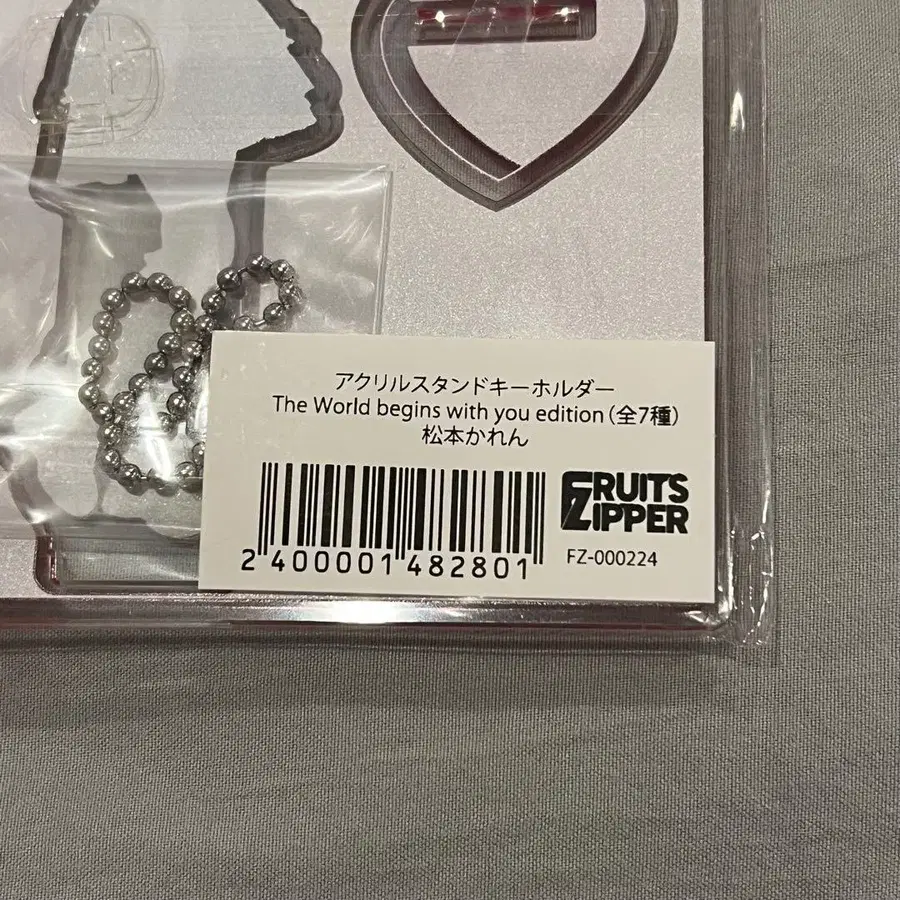 アクリルスタンドキーホルダー
The World begins with you edition(全7種)
松本かれん
2 400001 482801
FRUITS
ZIPPER
FZ-000224